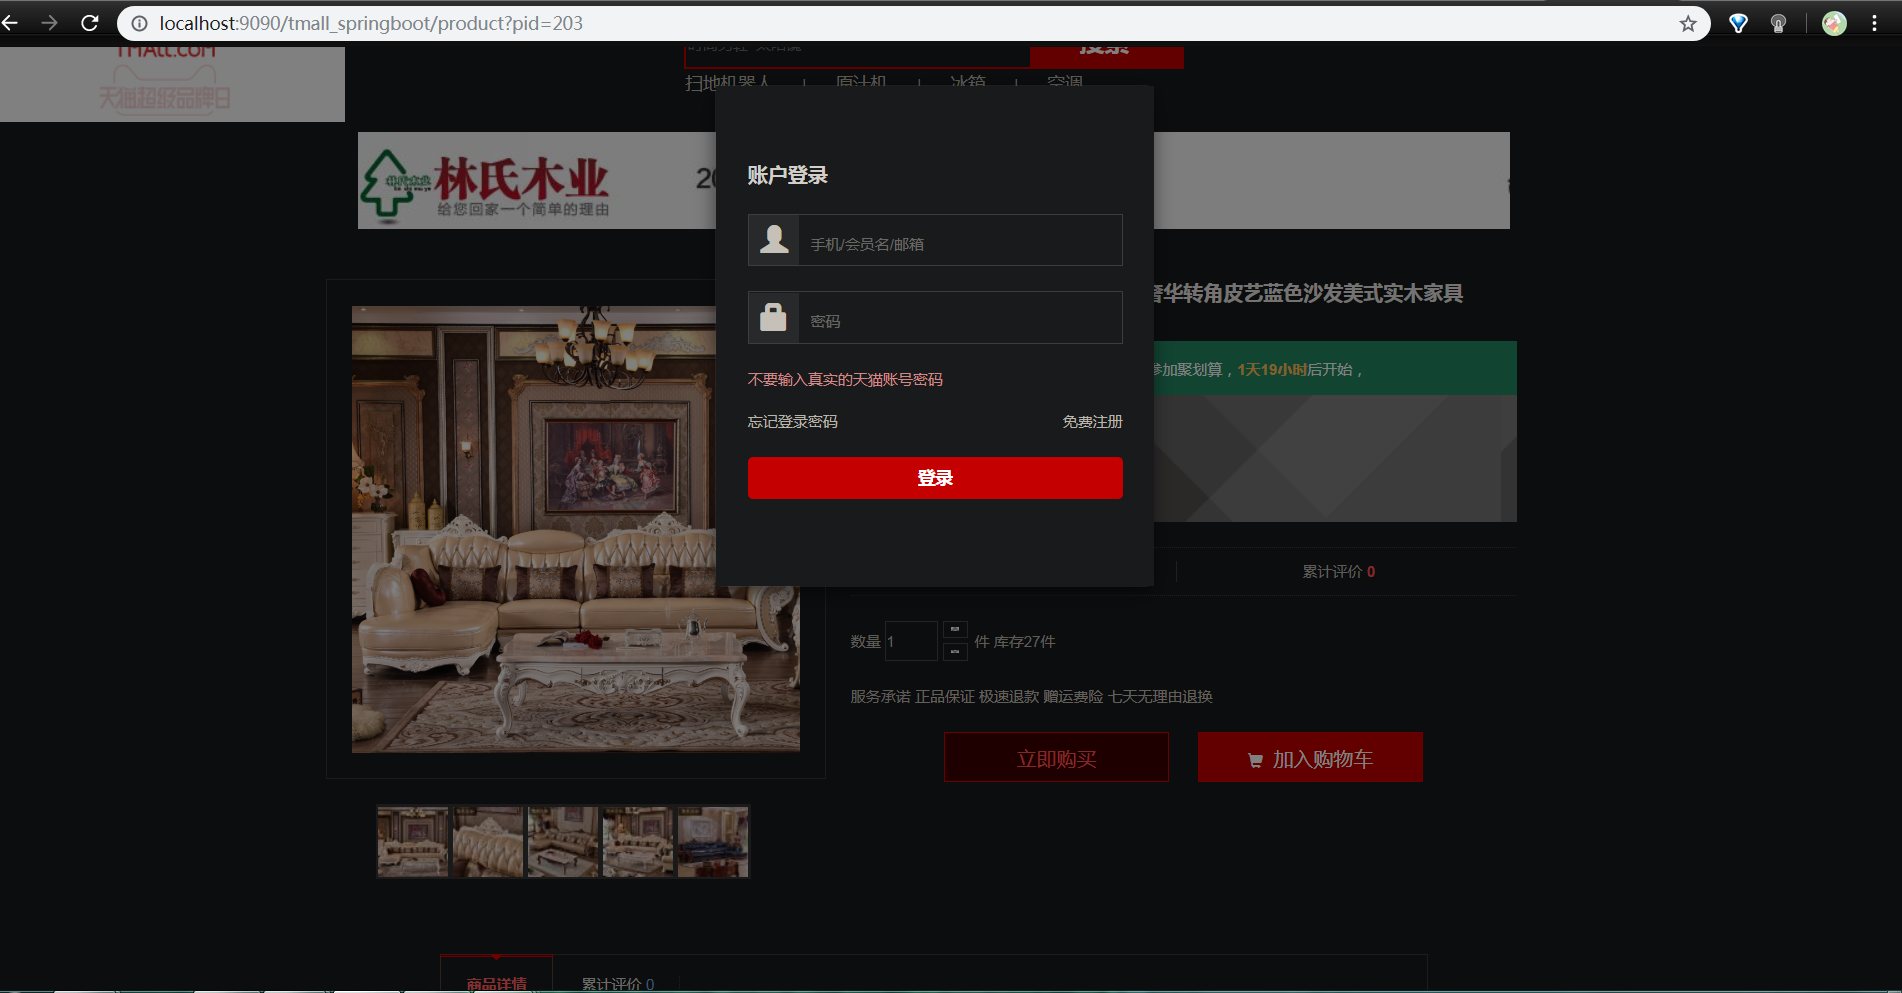 localhost:9090/tmall_springboot/product?pid=203
TMALL.COM
天猫超级品牌日
搜索
扫地机器人 | 原汁机 | 冰箱 | 空调
林氏木业
给您回家一个简单的理由
20
账户登录
手机/会员名/邮箱
密码
不要输入真实的天猫账号密码
忘记登录密码 免费注册
登录
奢华转角皮艺蓝色沙发美式实木家具
参加聚划算，1天19小时后开始，
累计评价 0
数量 1 件 库存27件
服务承诺 正品保证 极速退款 赠运费险 七天无理由退换
立即购买 加入购物车
商品详情 累计评价 0